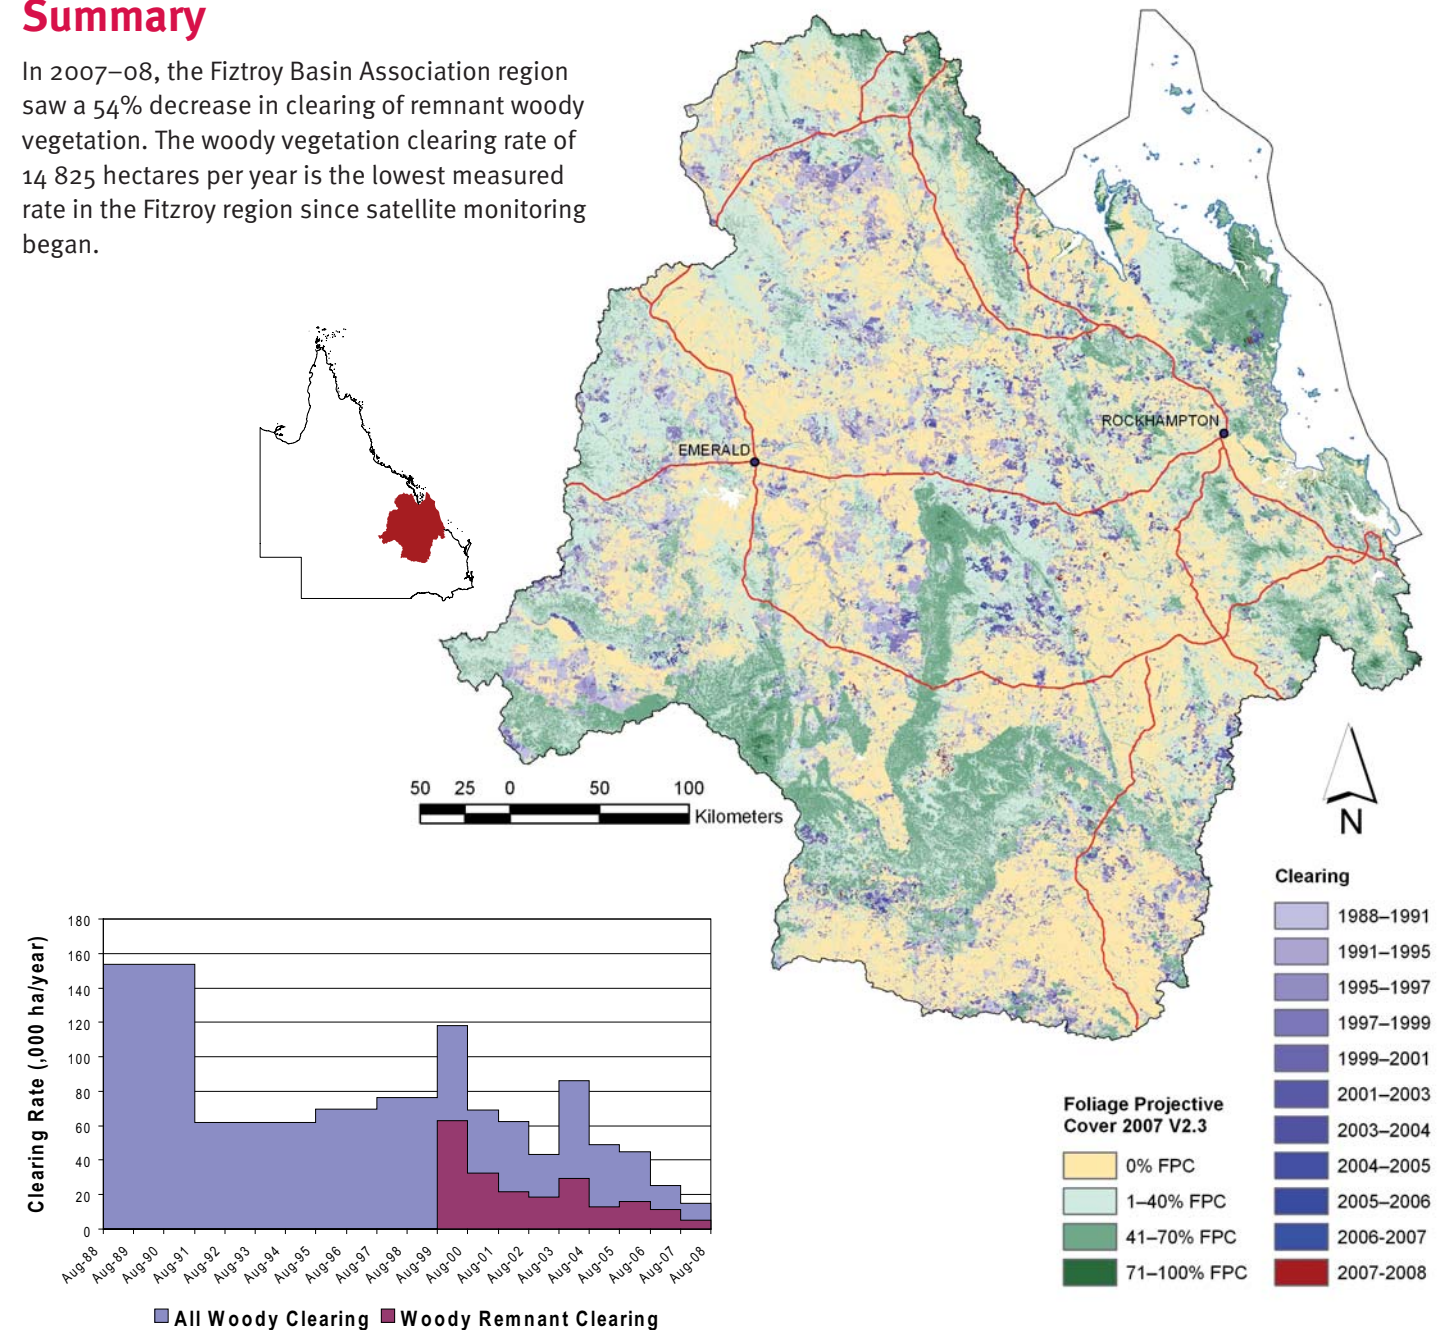 Summary
In 2007–08, the Fiztroy Basin Association region
saw a 54% decrease in clearing of remnant woody
vegetation. The woody vegetation clearing rate of
14 825 hectares per year is the lowest measured
rate in the Fitzroy region since satellite monitoring
began.
EMERALD
ROCKHAMPTON
50 25 0 50 100
Kilometers
N
Clearing
1988–1991
1991–1995
1995–1997
1997–1999
1999–2001
2001–2003
2003–2004
2004–2005
2005–2006
2006-2007
2007-2008
Foliage Projective
Cover 2007 V2.3
0% FPC
1–40% FPC
41–70% FPC
71–100% FPC
Clearing Rate (,000 ha/year)
180
160
140
120
100
80
60
40
20
0
Aug-88 Aug-89 Aug-90 Aug-91 Aug-92 Aug-93 Aug-94 Aug-95 Aug-96 Aug-97 Aug-98 Aug-99 Aug-00 Aug-01 Aug-02 Aug-03 Aug-04 Aug-05 Aug-06 Aug-07 Aug-08
All Woody Clearing Woody Remnant Clearing